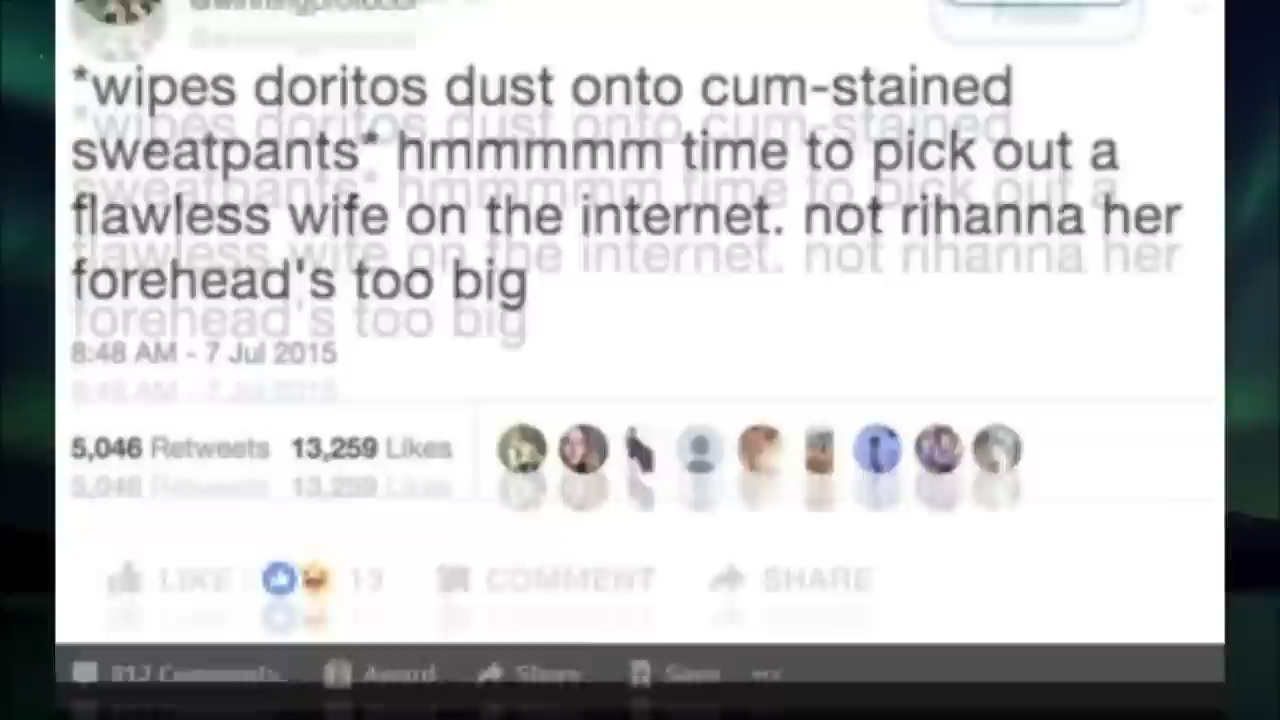 *wipes doritos dust onto cum-stained
sweatpants* hmmmmm time to pick out a
flawless wife on the internet. not rihanna her
forehead's too big
8:48 AM - 7 Jul 2015
5,046 Retweets 13,259 Likes
LIKE 13 COMMENT SHARE
Comments Award Share Save